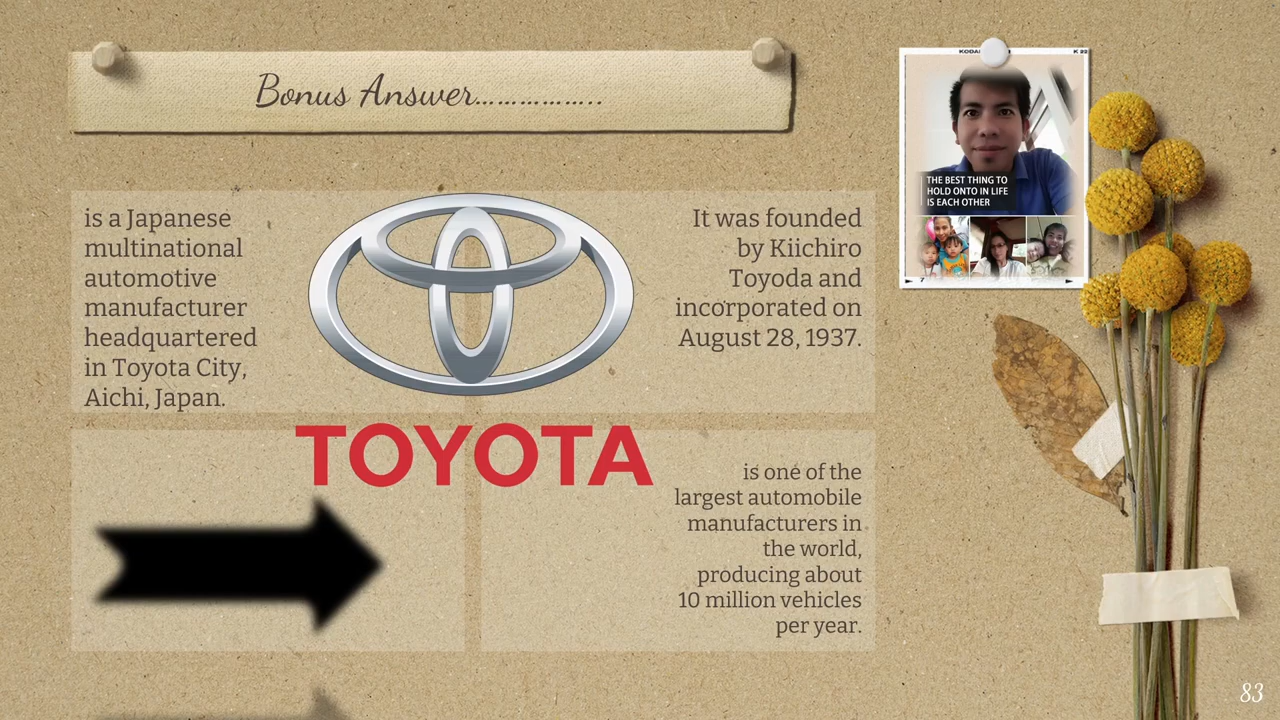 Bonus Answer……………..
is a Japanese
multinational
automotive
manufacturer
headquartered
in Toyota City,
Aichi, Japan.
It was founded
by Kiichiro
Toyoda and
incorporated on
August 28, 1937.
TOYOTA
is one of the
largest automobile
manufacturers in
the world,
producing about
10 million vehicles
per year.
K 22
THE BEST THING TO
HOLD ONTO IN LIFE
IS EACH OTHER
7
83